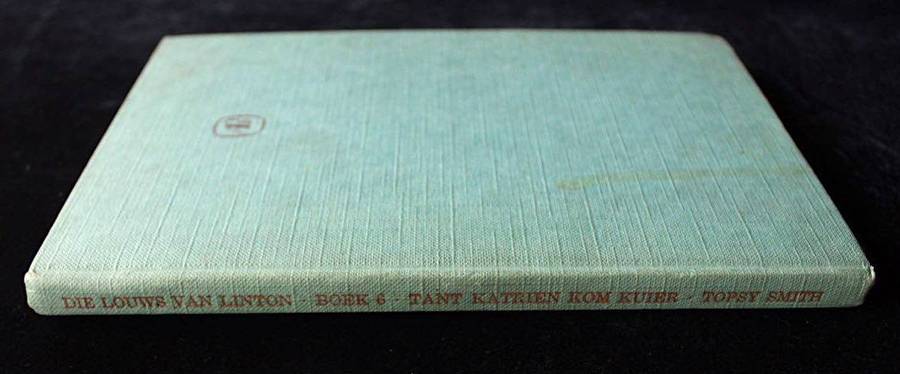 DIE LOUWS VAN LINTON · BOEK 6 · TANT KATRIEN KOM KUIER · TOPSY SMITH